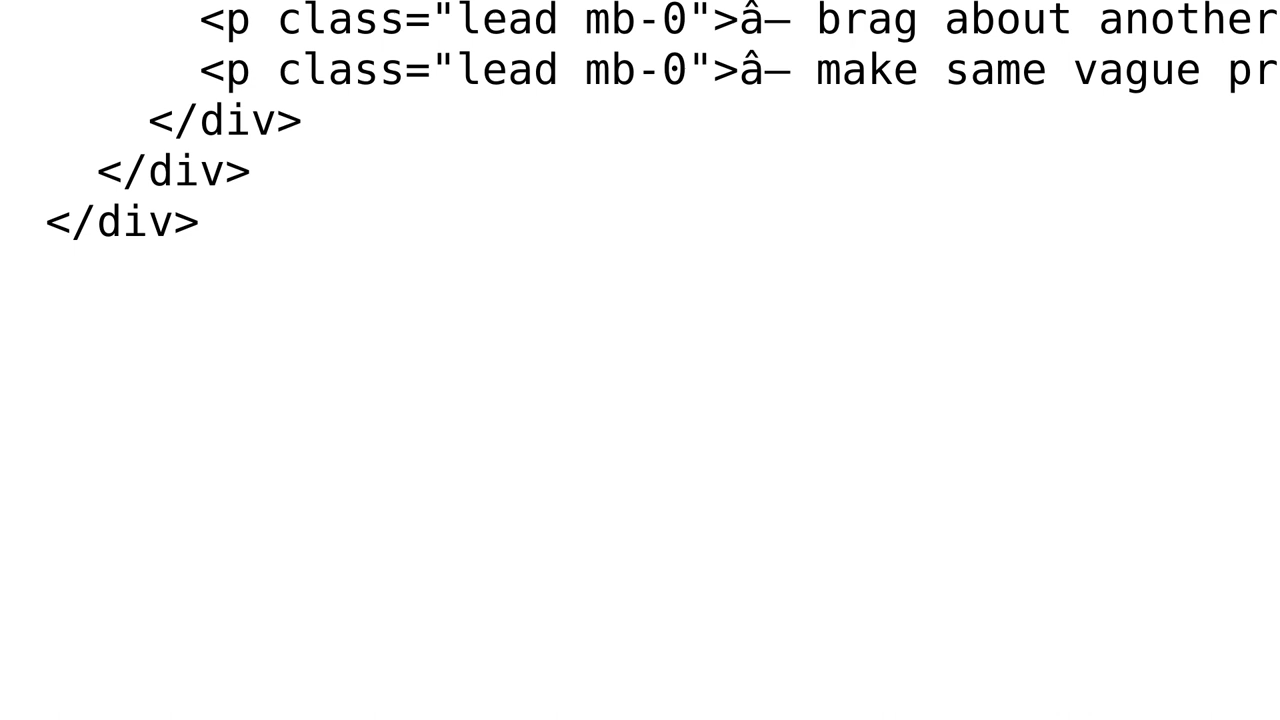 <p class="lead mb-0">â— brag about another
<p class="lead mb-0">â— make same vague pr
</div>
</div>
</div>